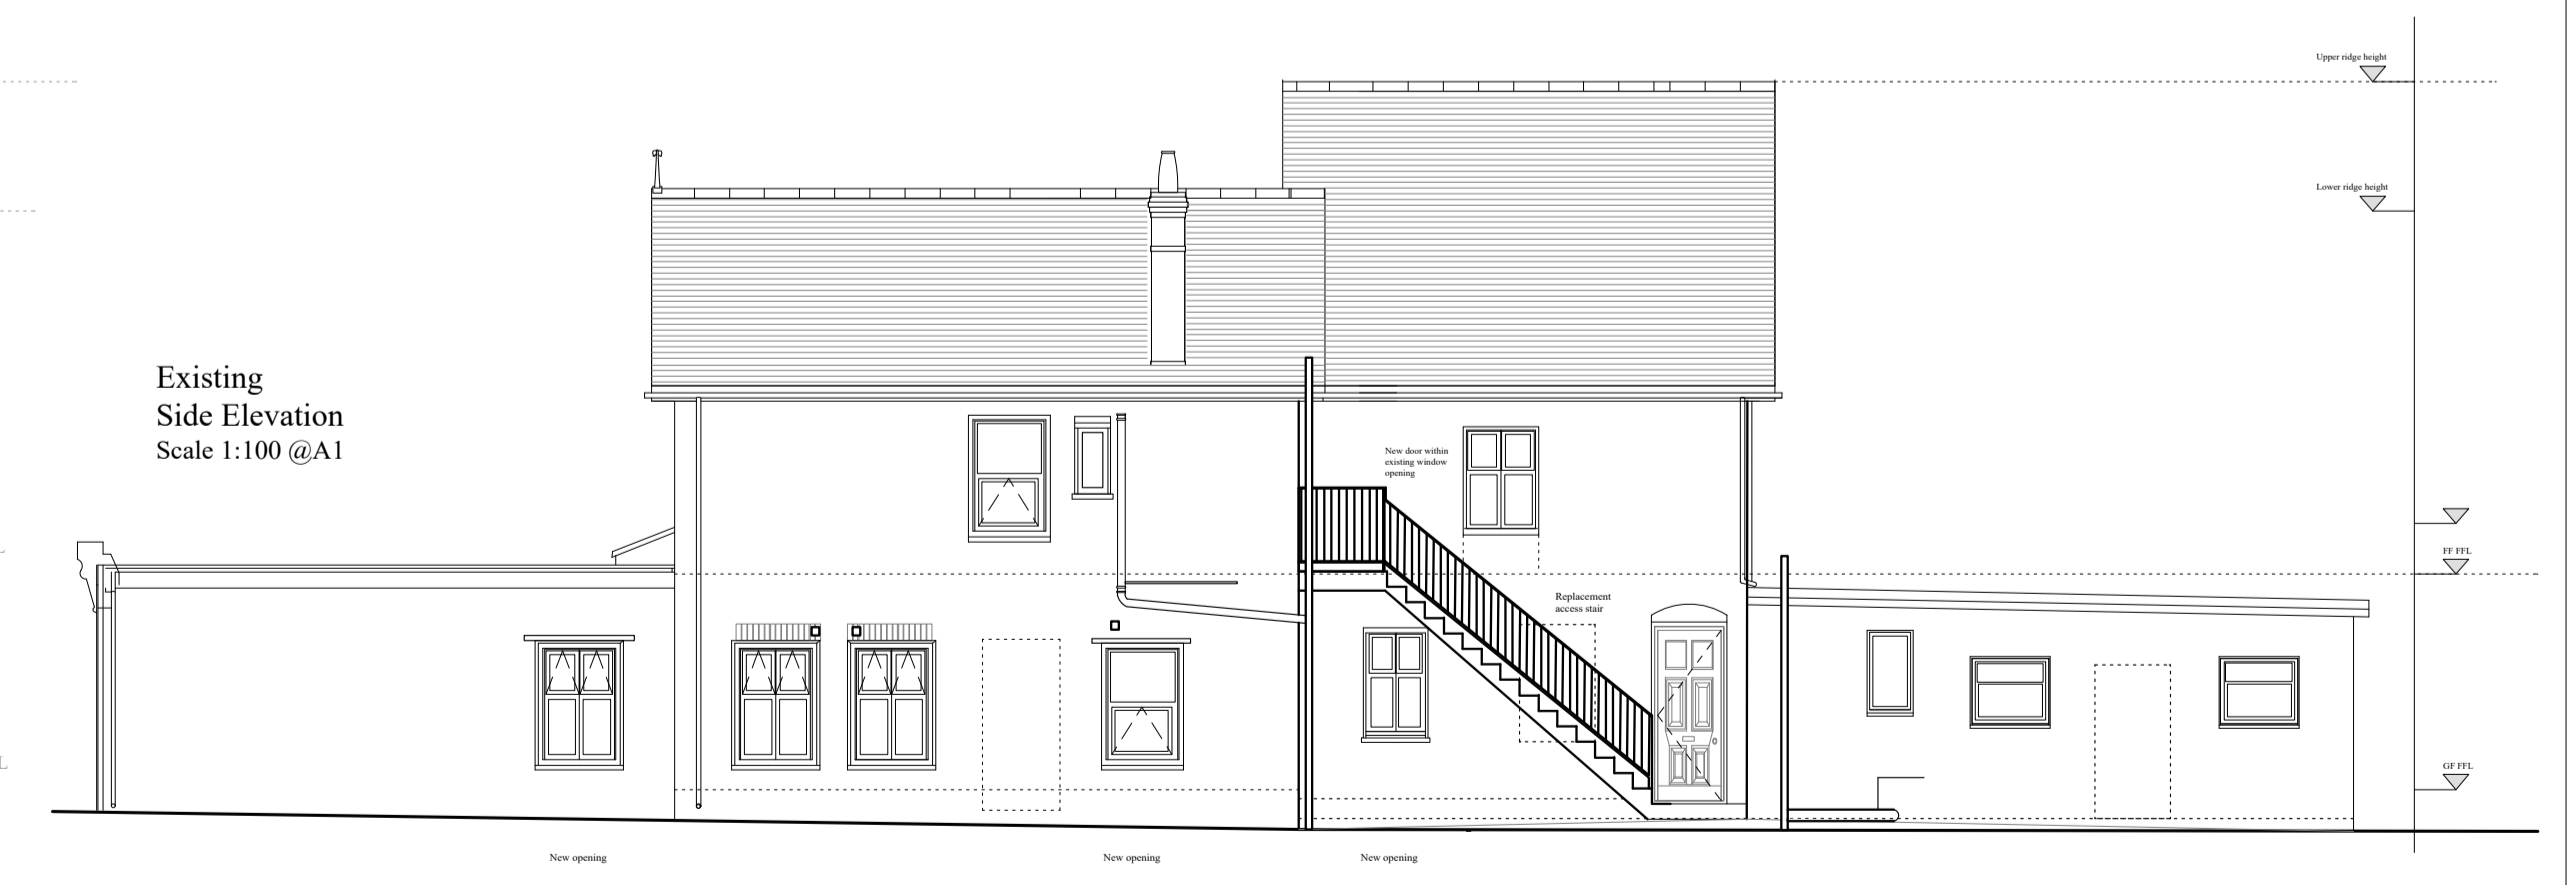 Upper ridge height
Lower ridge height
Existing
Side Elevation
Scale 1:100 @A1
New door within
existing window
opening
FF FFL
Replacement
access stair
GF FFL
New opening
New opening
New opening